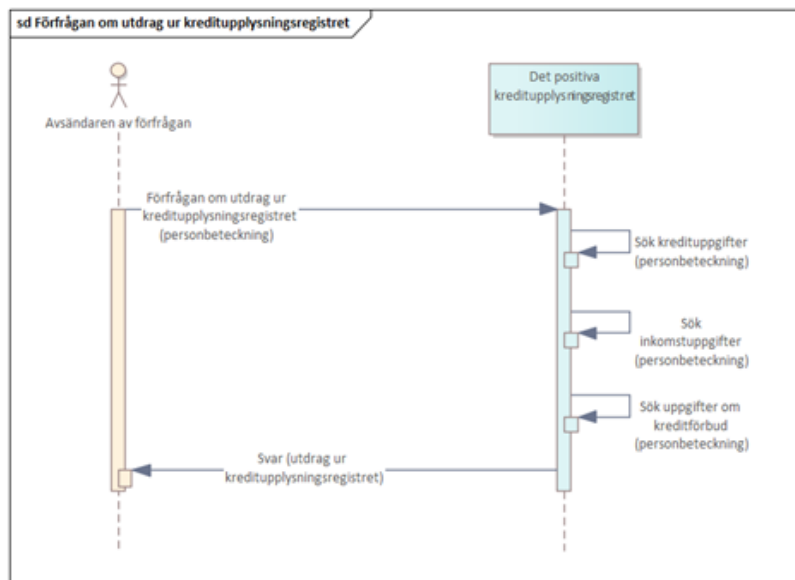 sd Förfrågan om utdrag ur kreditupplysningsregistret
Det positiva
kreditupplysningsregistret
Avsändaren av förfrågan
Förfrågan om utdrag ur
kreditupplysningsregistret
(personbeteckning)
Sök kredituppgifter
(personbeteckning)
Sök
inkomstuppgifter
(personbeteckning)
Sök uppgifter om
kreditförbud
(personbeteckning)
Svar (utdrag ur
kreditupplysningsregistret)